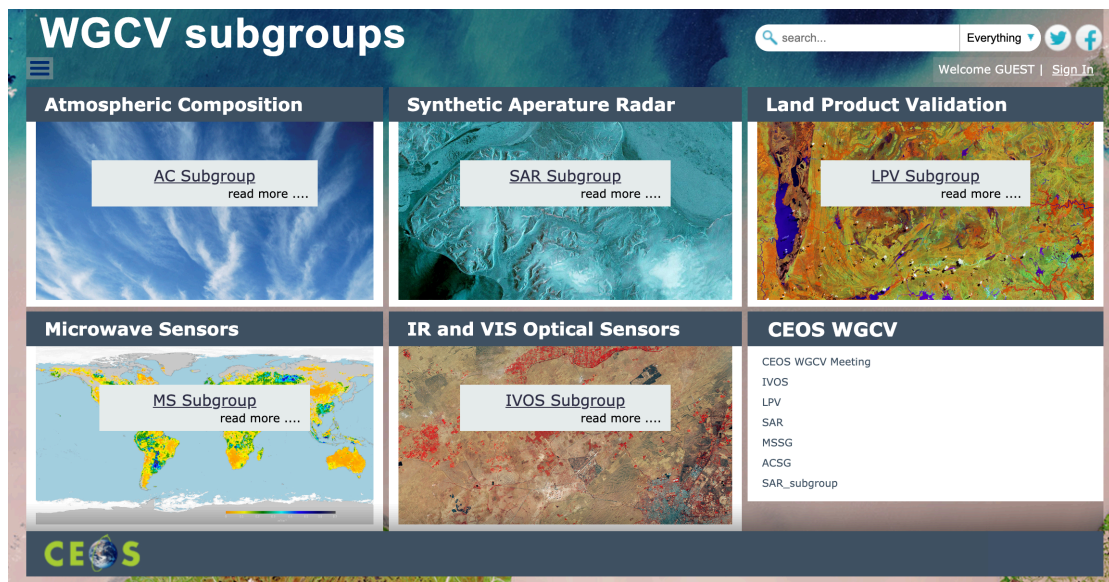 WGCV subgroups
search...
Everything
Welcome GUEST | Sign In
Atmospheric Composition
AC Subgroup
read more ....
Synthetic Aperture Radar
SAR Subgroup
read more ....
Land Product Validation
LPV Subgroup
read more ....
Microwave Sensors
MS Subgroup
read more ....
IR and VIS Optical Sensors
IVOS Subgroup
read more ....
CEOS WGCV
CEOS WGCV Meeting
IVOS
LPV
SAR
MSSG
ACSG
SAR_subgroup
CEOS